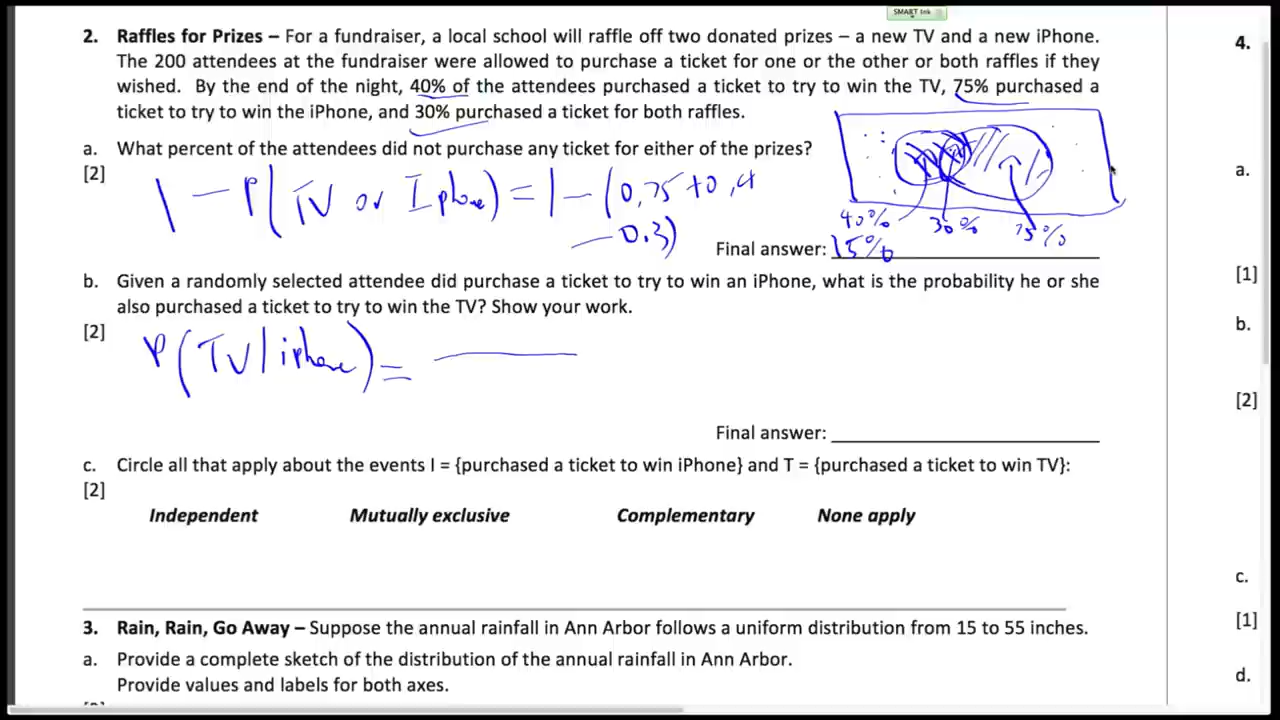 SMART Ink
2. Raffles for Prizes – For a fundraiser, a local school will raffle off two donated prizes – a new TV and a new iPhone.
The 200 attendees at the fundraiser were allowed to purchase a ticket for one or the other or both raffles if they
wished. By the end of the night, 40% of the attendees purchased a ticket to try to win the TV, 75% purchased a
ticket to try to win the iPhone, and 30% purchased a ticket for both raffles.
a. What percent of the attendees did not purchase any ticket for either of the prizes?
[2]
1 - P(TV or Iphone) = 1 - (0.75 + 0.4
- 0.3)
40% 30% 75%
Final answer: 15%
b. Given a randomly selected attendee did purchase a ticket to try to win an iPhone, what is the probability he or she
also purchased a ticket to try to win the TV? Show your work.
[2]
P(TV | iphone) =
Final answer:
c. Circle all that apply about the events I = {purchased a ticket to win iPhone} and T = {purchased a ticket to win TV}:
[2]
Independent Mutually exclusive Complementary None apply
3. Rain, Rain, Go Away – Suppose the annual rainfall in Ann Arbor follows a uniform distribution from 15 to 55 inches.
a. Provide a complete sketch of the distribution of the annual rainfall in Ann Arbor.
Provide values and labels for both axes.
4.
a.
[1]
b.
[2]
c.
[1]
d.